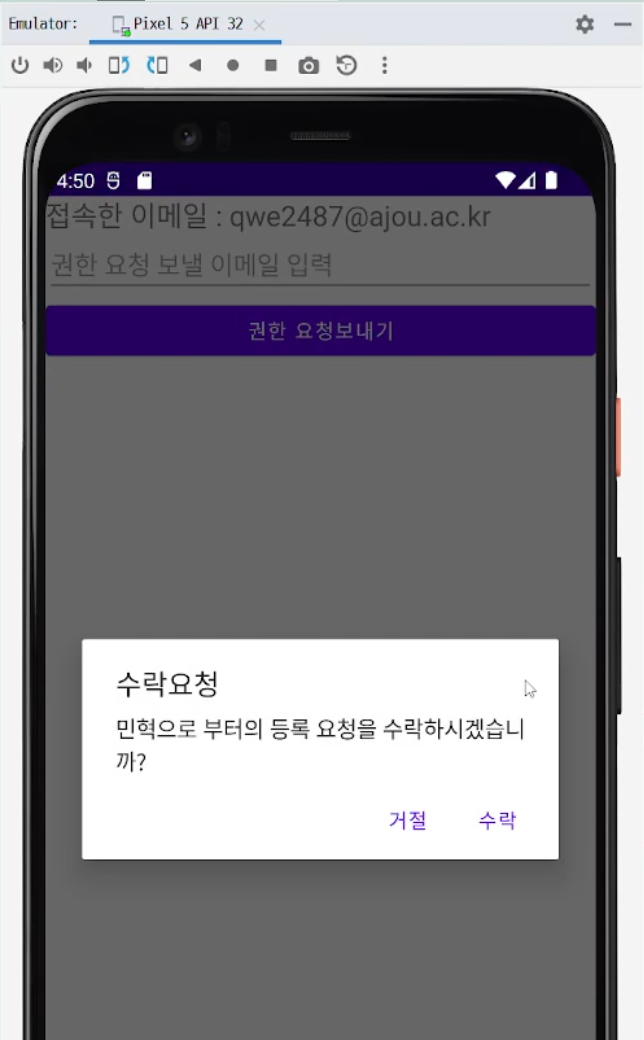 Emulator: Pixel 5 API 32
4:50
접속한 이메일 : qwe2487@ajou.ac.kr
권한 요청 보낼 이메일 입력
권한 요청보내기
수락요청
민혁으로 부터의 등록 요청을 수락하시겠습니
까?
거절 수락